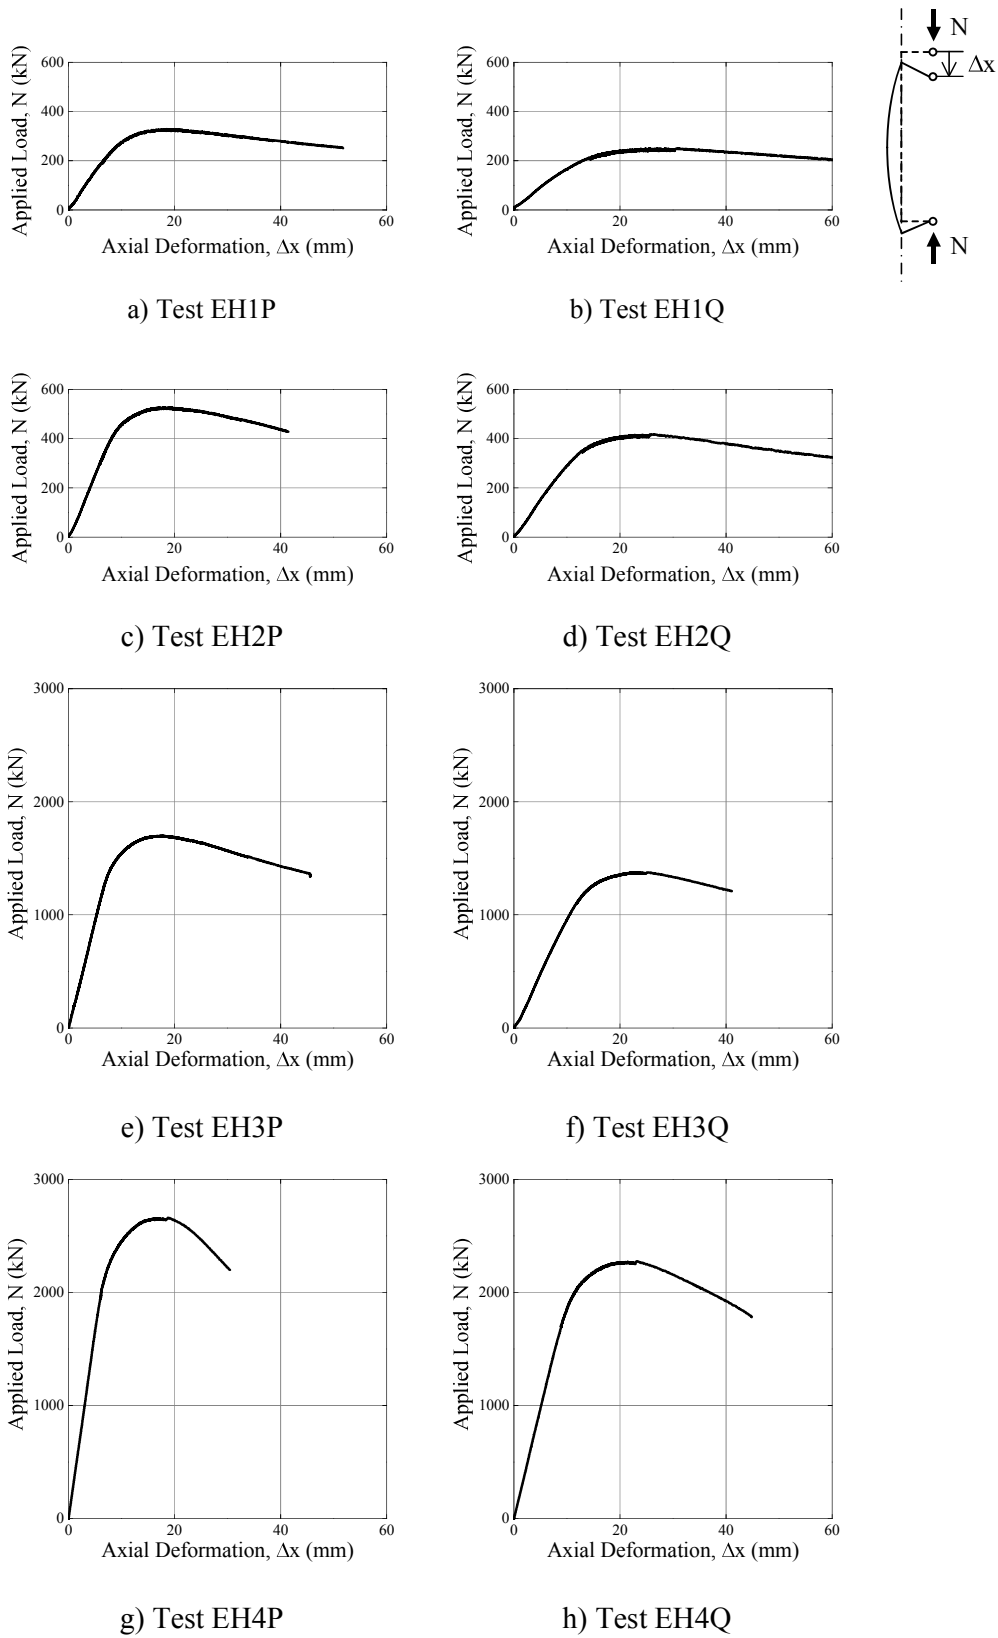 N
Δx
N
Applied Load, N (kN)
600
400
200
0
0 20 40 60
Axial Deformation, Δx (mm)
a) Test EH1P
Applied Load, N (kN)
600
400
200
0
0 20 40 60
Axial Deformation, Δx (mm)
b) Test EH1Q
Applied Load, N (kN)
600
400
200
0
0 20 40 60
Axial Deformation, Δx (mm)
c) Test EH2P
Applied Load, N (kN)
600
400
200
0
0 20 40 60
Axial Deformation, Δx (mm)
d) Test EH2Q
Applied Load, N (kN)
3000
2000
1000
0
0 20 40 60
Axial Deformation, Δx (mm)
e) Test EH3P
Applied Load, N (kN)
3000
2000
1000
0
0 20 40 60
Axial Deformation, Δx (mm)
f) Test EH3Q
Applied Load, N (kN)
3000
2000
1000
0
0 20 40 60
Axial Deformation, Δx (mm)
g) Test EH4P
Applied Load, N (kN)
3000
2000
1000
0
0 20 40 60
Axial Deformation, Δx (mm)
h) Test EH4Q